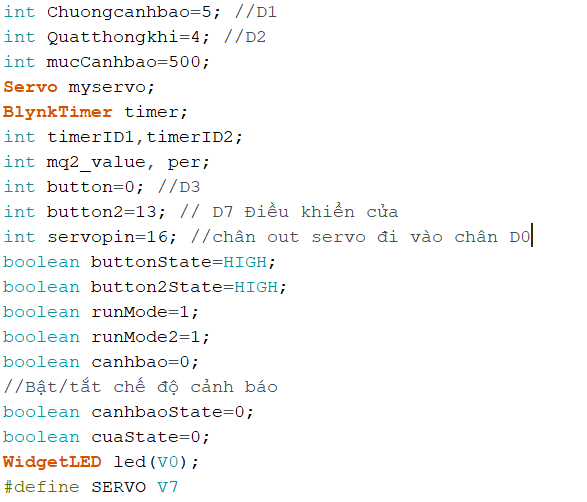 int Chuongcanhbao=5; //D1
int Quatthongkhi=4; //D2
int mucCanhbao=500;
Servo myservo;
BlynkTimer timer;
int timerID1,timerID2;
int mq2_value, per;
int button=0; //D3
int button2=13; // D7 Điều khiển cửa
int servopin=16; //chân out servo đi vào chân D0
boolean buttonState=HIGH;
boolean button2State=HIGH;
boolean runMode=1;
boolean runMode2=1;
boolean canhbao=0;
//Bật/tắt chế độ cảnh báo
boolean canhbaoState=0;
boolean cuaState=0;
WidgetLED led(V0);
#define SERVO V7